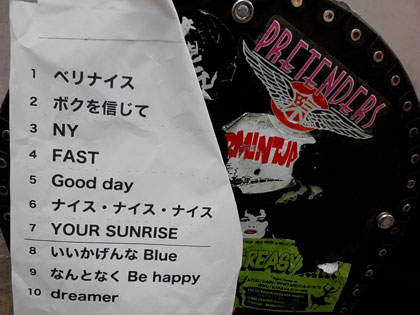 1 ベリナイス
2 ボクを信じて
3 NY
4 FAST
5 Good day
6 ナイス・ナイス・ナイス
7 YOUR SUNRISE
8 いいかげんな Blue
9 なんとなく Be happy
10 dreamer
PRETENDERS
NINJA
GREASY